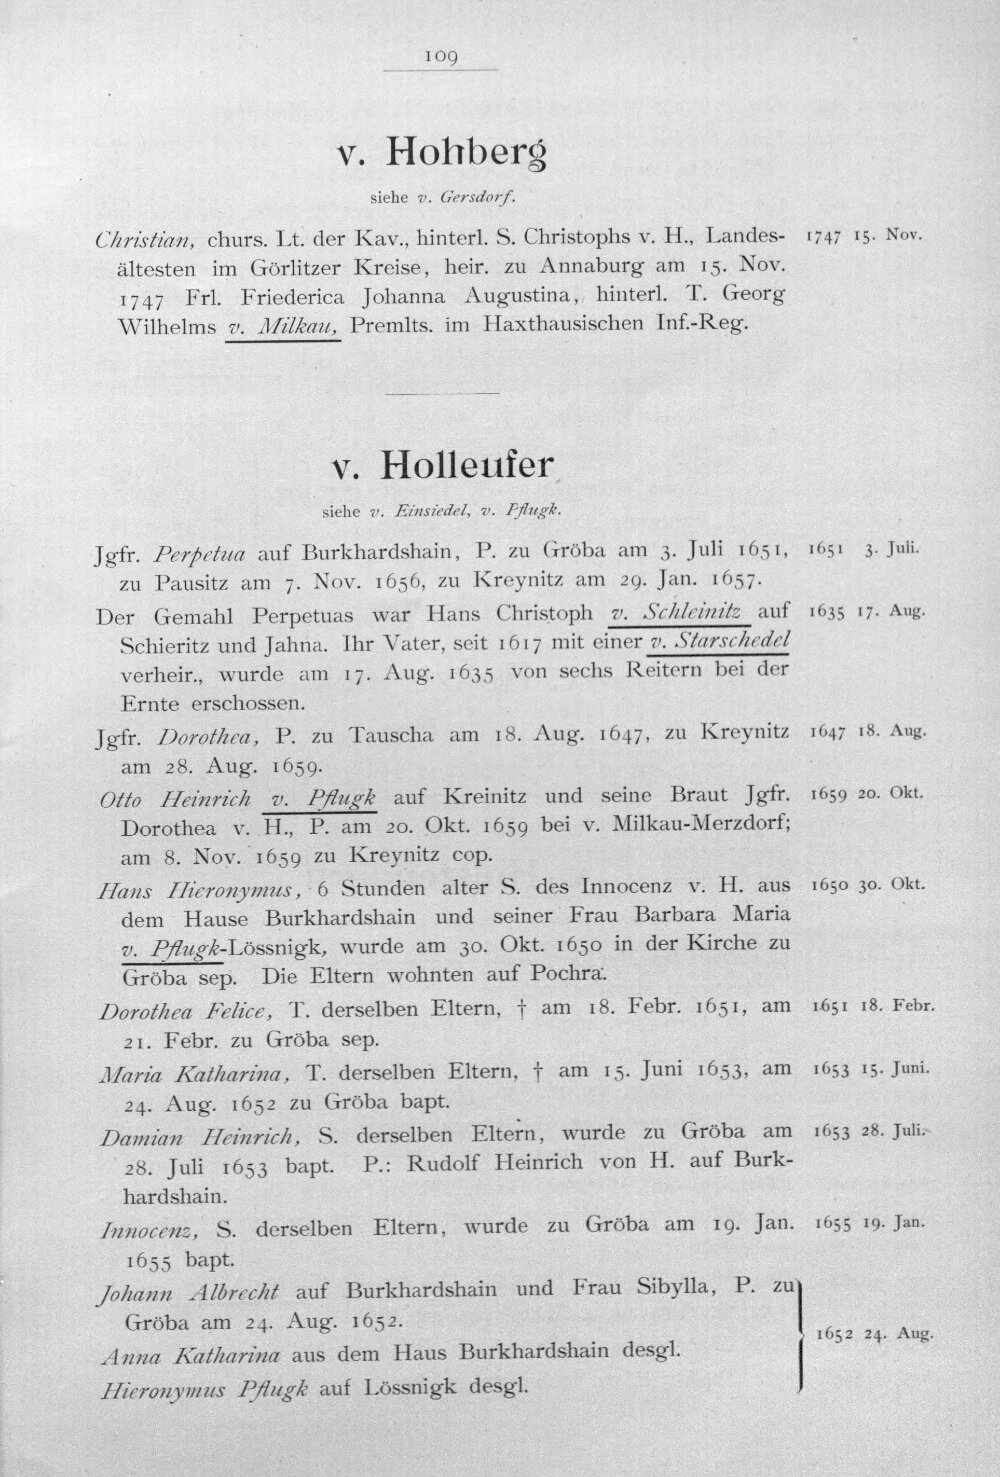 109
v. Hohberg
siehe v. Gersdorf.
Christian, churs. Lt. der Kav., hinterl. S. Christophs v. H., Landes- 1747 15. Nov.
ältesten im Görlitzer Kreise, heir. zu Annaburg am 15. Nov.
1747 Frl. Friederica Johanna Augustina, hinterl. T. Georg
Wilhelms v. Milkau, Premlts. im Haxthausischen Inf.-Reg.
v. Holleufer
siehe v. Einsiedel, v. Pflugk.
Jgfr. Perpetua auf Burkhardshain, P. zu Gröba am 3. Juli 1651, 1651 3. Juli.
zu Pausitz am 7. Nov. 1656, zu Kreynitz am 29. Jan. 1657.
Der Gemahl Perpetuas war Hans Christoph v. Schleinitz auf 1635 17. Aug.
Schieritz und Jahna. Ihr Vater, seit 1617 mit einer v. Starschedel
verheir., wurde am 17. Aug. 1635 von sechs Reitern bei der
Ernte erschossen.
Jgfr. Dorothea, P. zu Tauscha am 18. Aug. 1647, zu Kreynitz 1647 18. Aug.
am 28. Aug. 1659.
Otto Heinrich v. Pflugk auf Kreinitz und seine Braut Jgfr. 1659 20. Okt.
Dorothea v. H., P. am 20. Okt. 1659 bei v. Milkau-Merzdorf;
am 8. Nov. 1659 zu Kreynitz cop.
Hans Hieronymus, 6 Stunden alter S. des Innocenz v. H. aus 1650 30. Okt.
dem Hause Burkhardshain und seiner Frau Barbara Maria
v. Pflugk-Lössnigk, wurde am 30. Okt. 1650 in der Kirche zu
Gröba sep. Die Eltern wohnten auf Pochra.
Dorothea Felice, T. derselben Eltern, † am 18. Febr. 1651, am 1651 18. Febr.
21. Febr. zu Gröba sep.
Maria Katharina, T. derselben Eltern, † am 15. Juni 1653, am 1653 15. Juni.
24. Aug. 1652 zu Gröba bapt.
Damian Heinrich, S. derselben Eltern, wurde zu Gröba am 1653 28. Juli.
28. Juli 1653 bapt. P.: Rudolf Heinrich von H. auf Burk-
hardshain.
Innocenz, S. derselben Eltern, wurde zu Gröba am 19. Jan. 1655 19. Jan.
1655 bapt.
Johann Albrecht auf Burkhardshain und Frau Sibylla, P. zu
Gröba am 24. Aug. 1652.
1652 24. Aug.
Anna Katharina aus dem Haus Burkhardshain desgl.
Hieronymus Pflugk auf Lössnigk desgl.